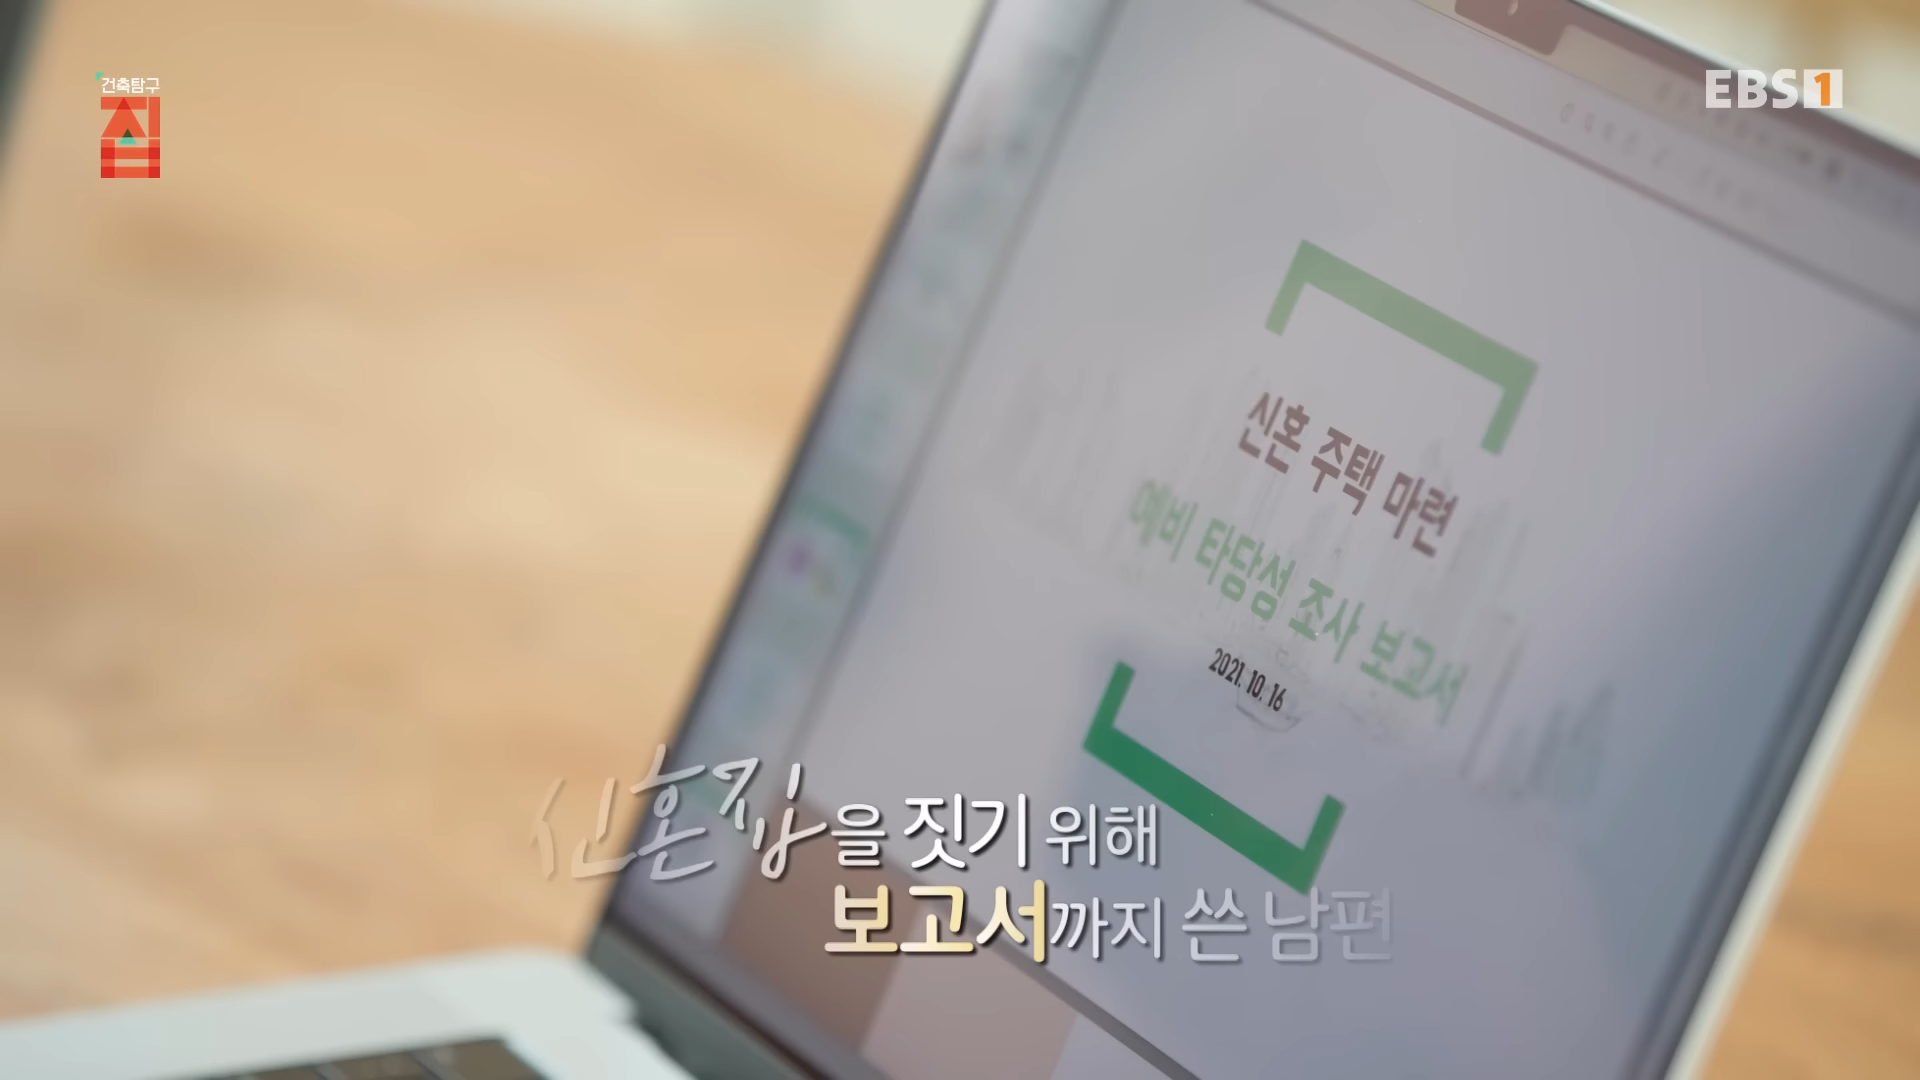 건축탐구
집
EBS1
신혼 주택 마련
예비 타당성 조사 보고서
2021. 10. 16
신혼집을 짓기 위해
보고서까지 쓴 남편